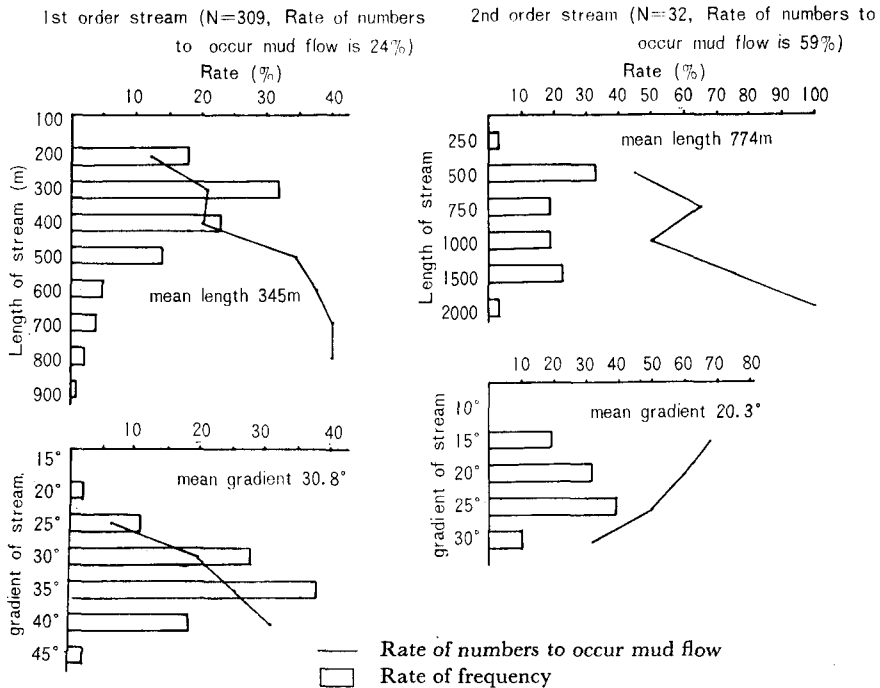 1st order stream (N=309, Rate of numbers
to occur mud flow is 24%)
Rate (%)
10 20 30 40
100
200
300
400
500
600
700
800
900
Length of stream (m)
mean length 345m
2nd order stream (N=32, Rate of numbers to
occur mud flow is 59%)
Rate (%)
10 20 30 40 50 60 70 80 100
250
500
750
1000
1500
2000
Length of stream
mean length 774m
10 20 30 40
15°
20°
25°
30°
35°
40°
45°
gradient of stream.
mean gradient 30.8°
10 20 30 40 50 60 70 80
10°
15°
20°
25°
30°
gradient of stream
mean gradient 20.3°
Rate of numbers to occur mud flow
Rate of frequency